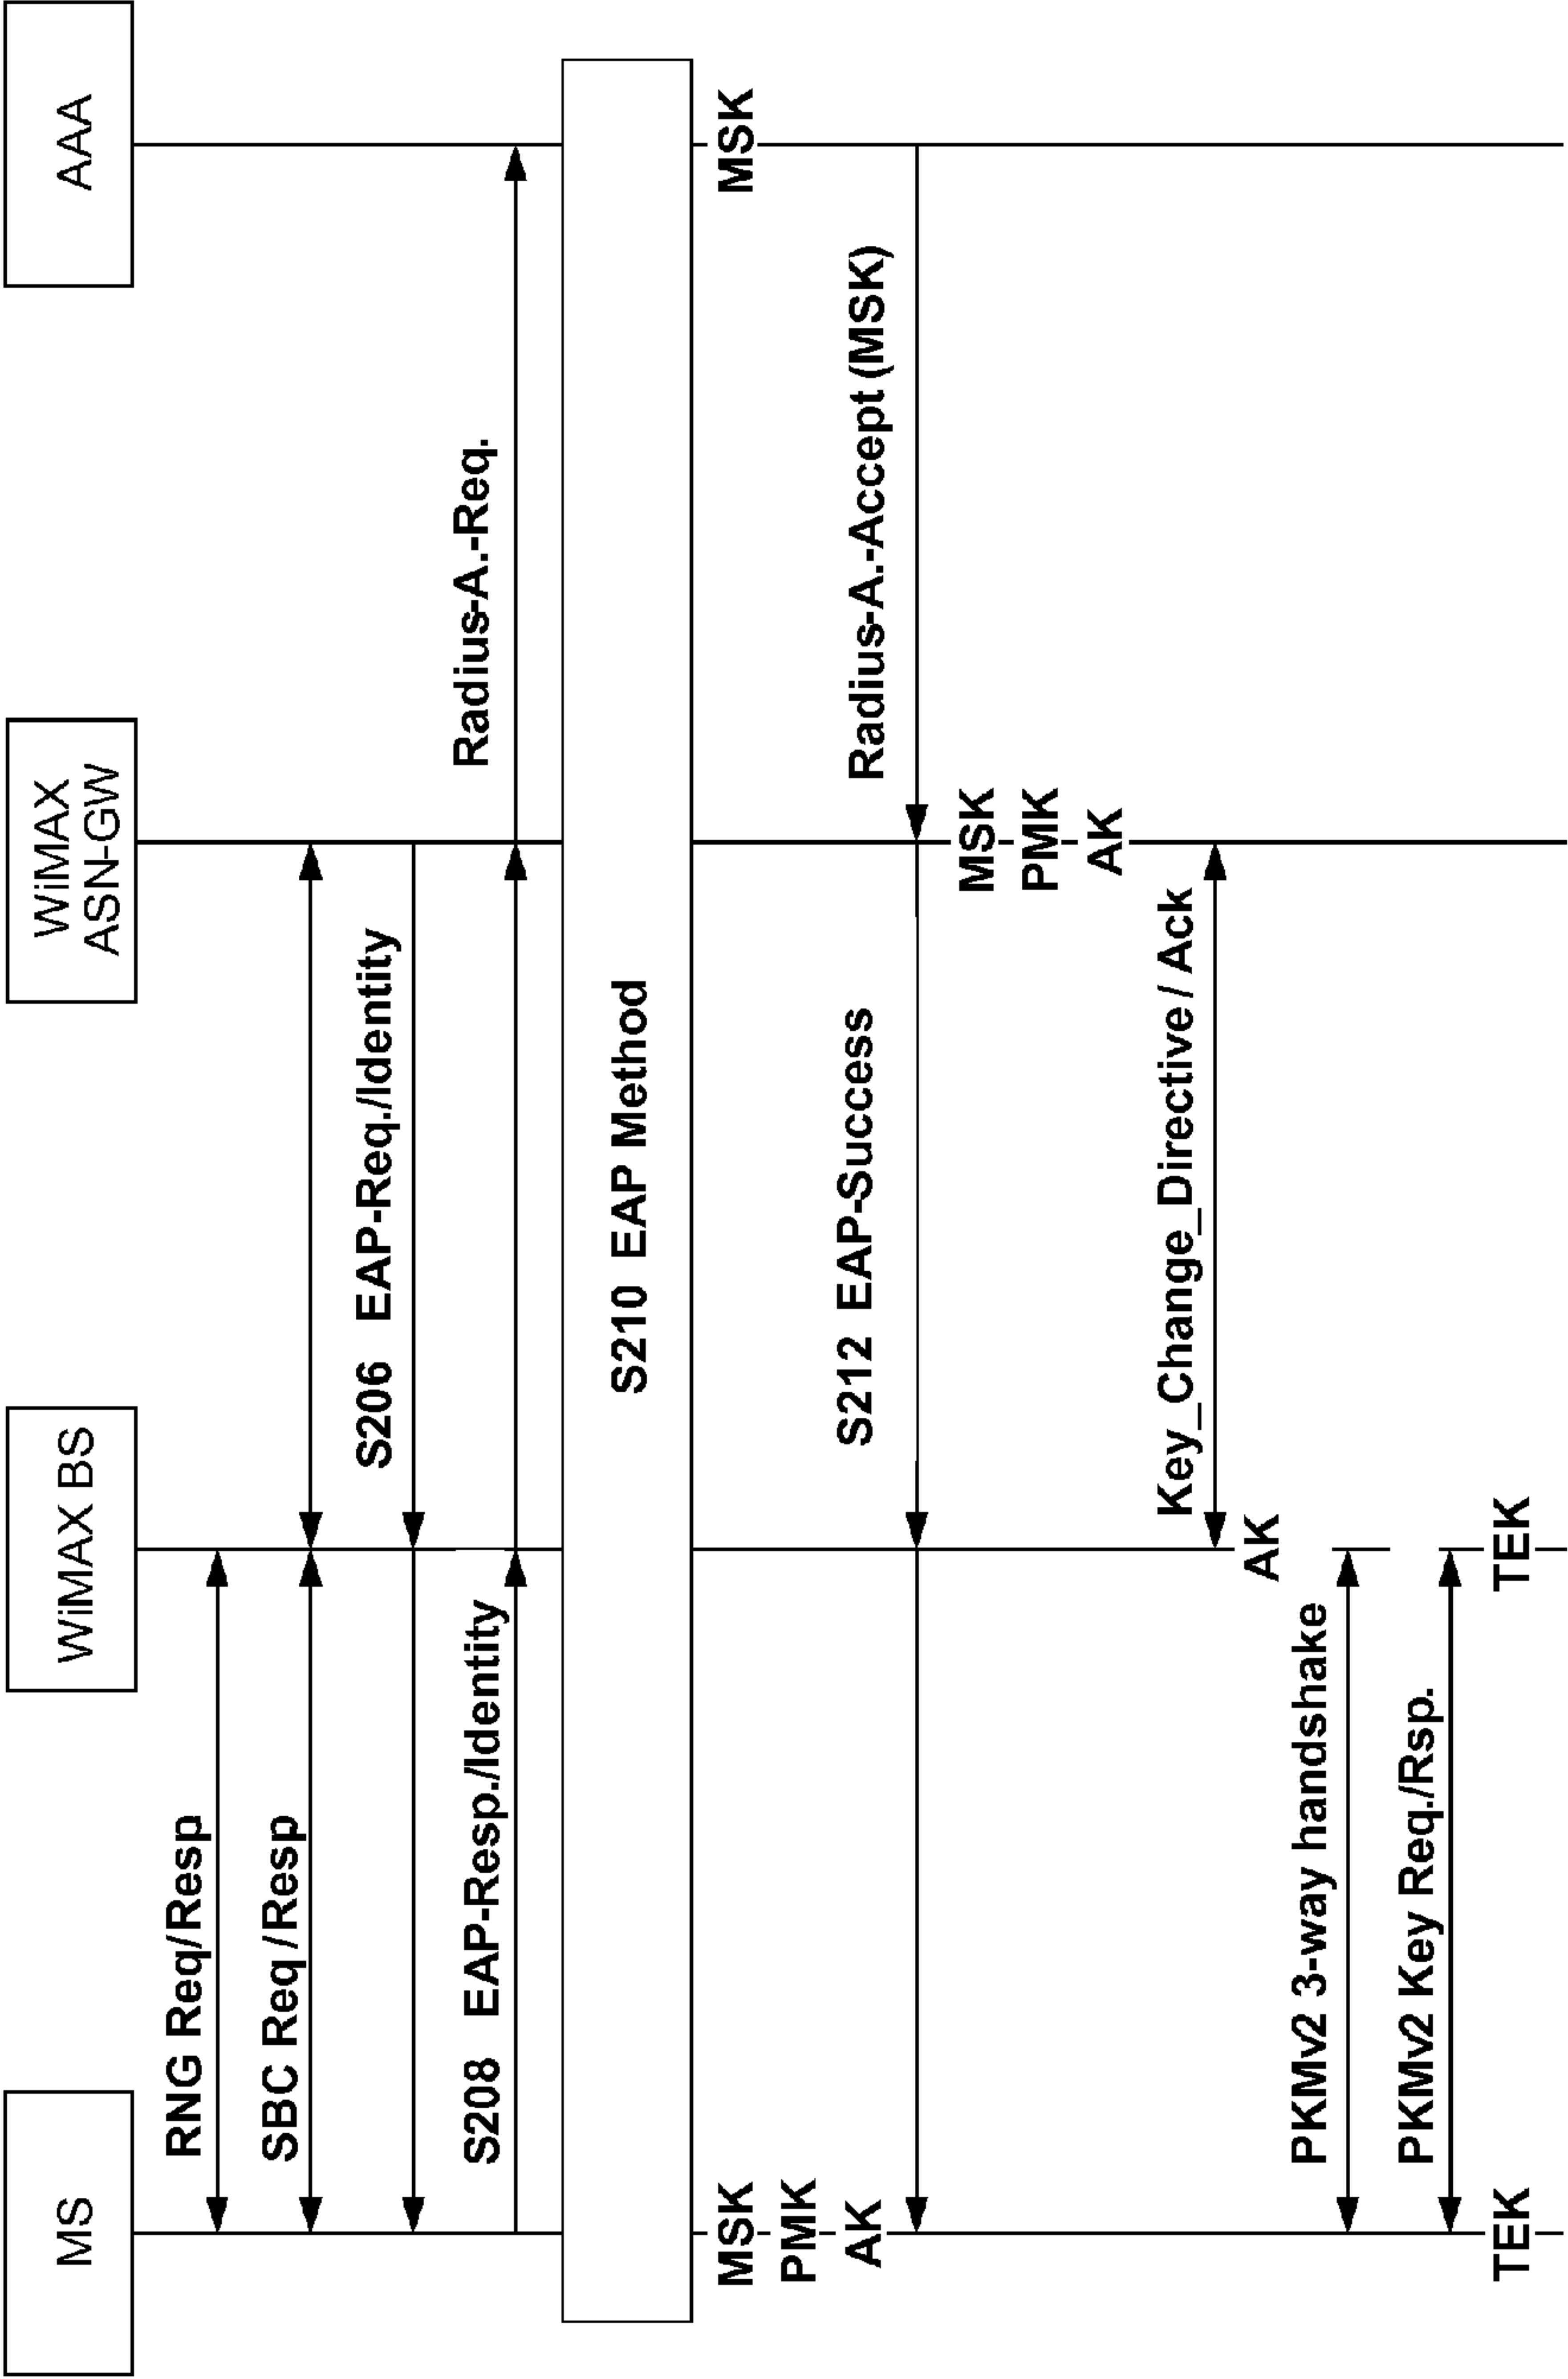 MS
WiMAX BS
WiMAX
ASN-GW
AAA
RNG Req/Resp
SBC Req/Resp
S206 EAP-Req./Identity
S208 EAP-Resp./Identity
Radius-A.-Req.
S210 EAP Method
MSK
PMK
AK
MSK
S212 EAP-Success
Radius-A.-Accept (MSK)
MSK
PMK
AK
Key_Change_Directive / Ack
AK
PKMv2 3-way handshake
PKMv2 Key Req./Rsp.
TEK
TEK